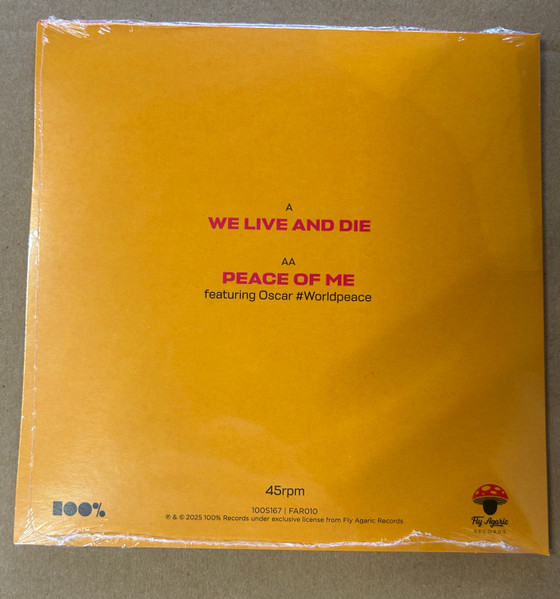 A
WE LIVE AND DIE
AA
PEACE OF ME
featuring Oscar #Worldpeace
45rpm
100S167 | FAR010
℗ & © 2025 100% Records under exclusive license from Fly Agaric Records
100%
Fly Agaric
RECORDS